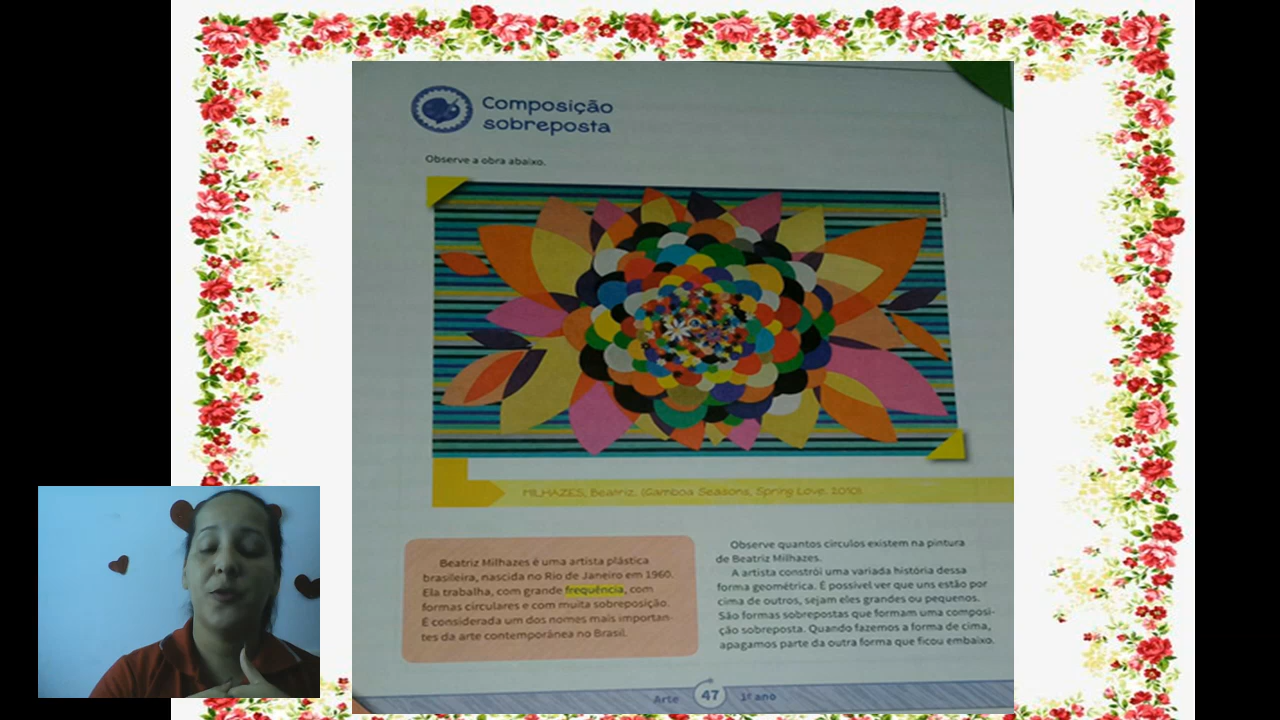 Composição
sobreposta
Observe a obra abaixo.
MILHAZES, Beatriz. (Gamboa Seasons, Spring Love, 2010).
Beatriz Milhazes é uma artista plástica
brasileira, nascida no Rio de Janeiro em 1960.
Ela trabalha, com grande frequência, com
formas circulares e com muita sobreposição.
É considerada um dos nomes mais importan-
tes da arte contemporânea no Brasil.
Observe quantos círculos existem na pintura
de Beatriz Milhazes.
A artista constrói uma variada história dessa
forma geométrica. É possível ver que uns estão por
cima de outros, sejam eles grandes ou pequenos.
São formas sobrepostas que formam uma composi-
ção sobreposta. Quando fazemos a forma de cima,
apagamos parte da outra forma que ficou embaixo.
Arte 47 1º ano